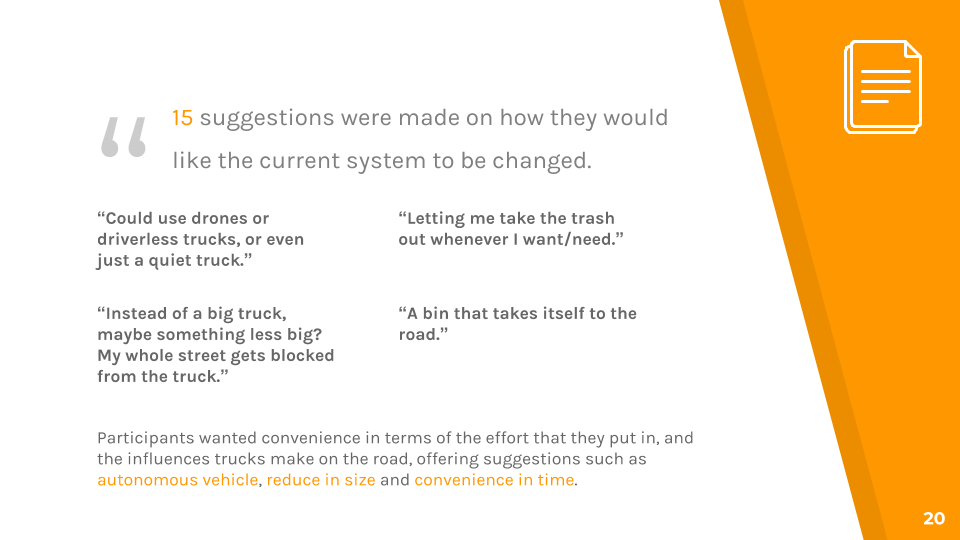 “
15 suggestions were made on how they would
like the current system to be changed.
“Could use drones or
driverless trucks, or even
just a quiet truck.”
“Letting me take the trash
out whenever I want/need.”
“Instead of a big truck,
maybe something less big?
My whole street gets blocked
from the truck.”
“A bin that takes itself to the
road.”
Participants wanted convenience in terms of the effort that they put in, and
the influences trucks make on the road, offering suggestions such as
autonomous vehicle, reduce in size and convenience in time.
20